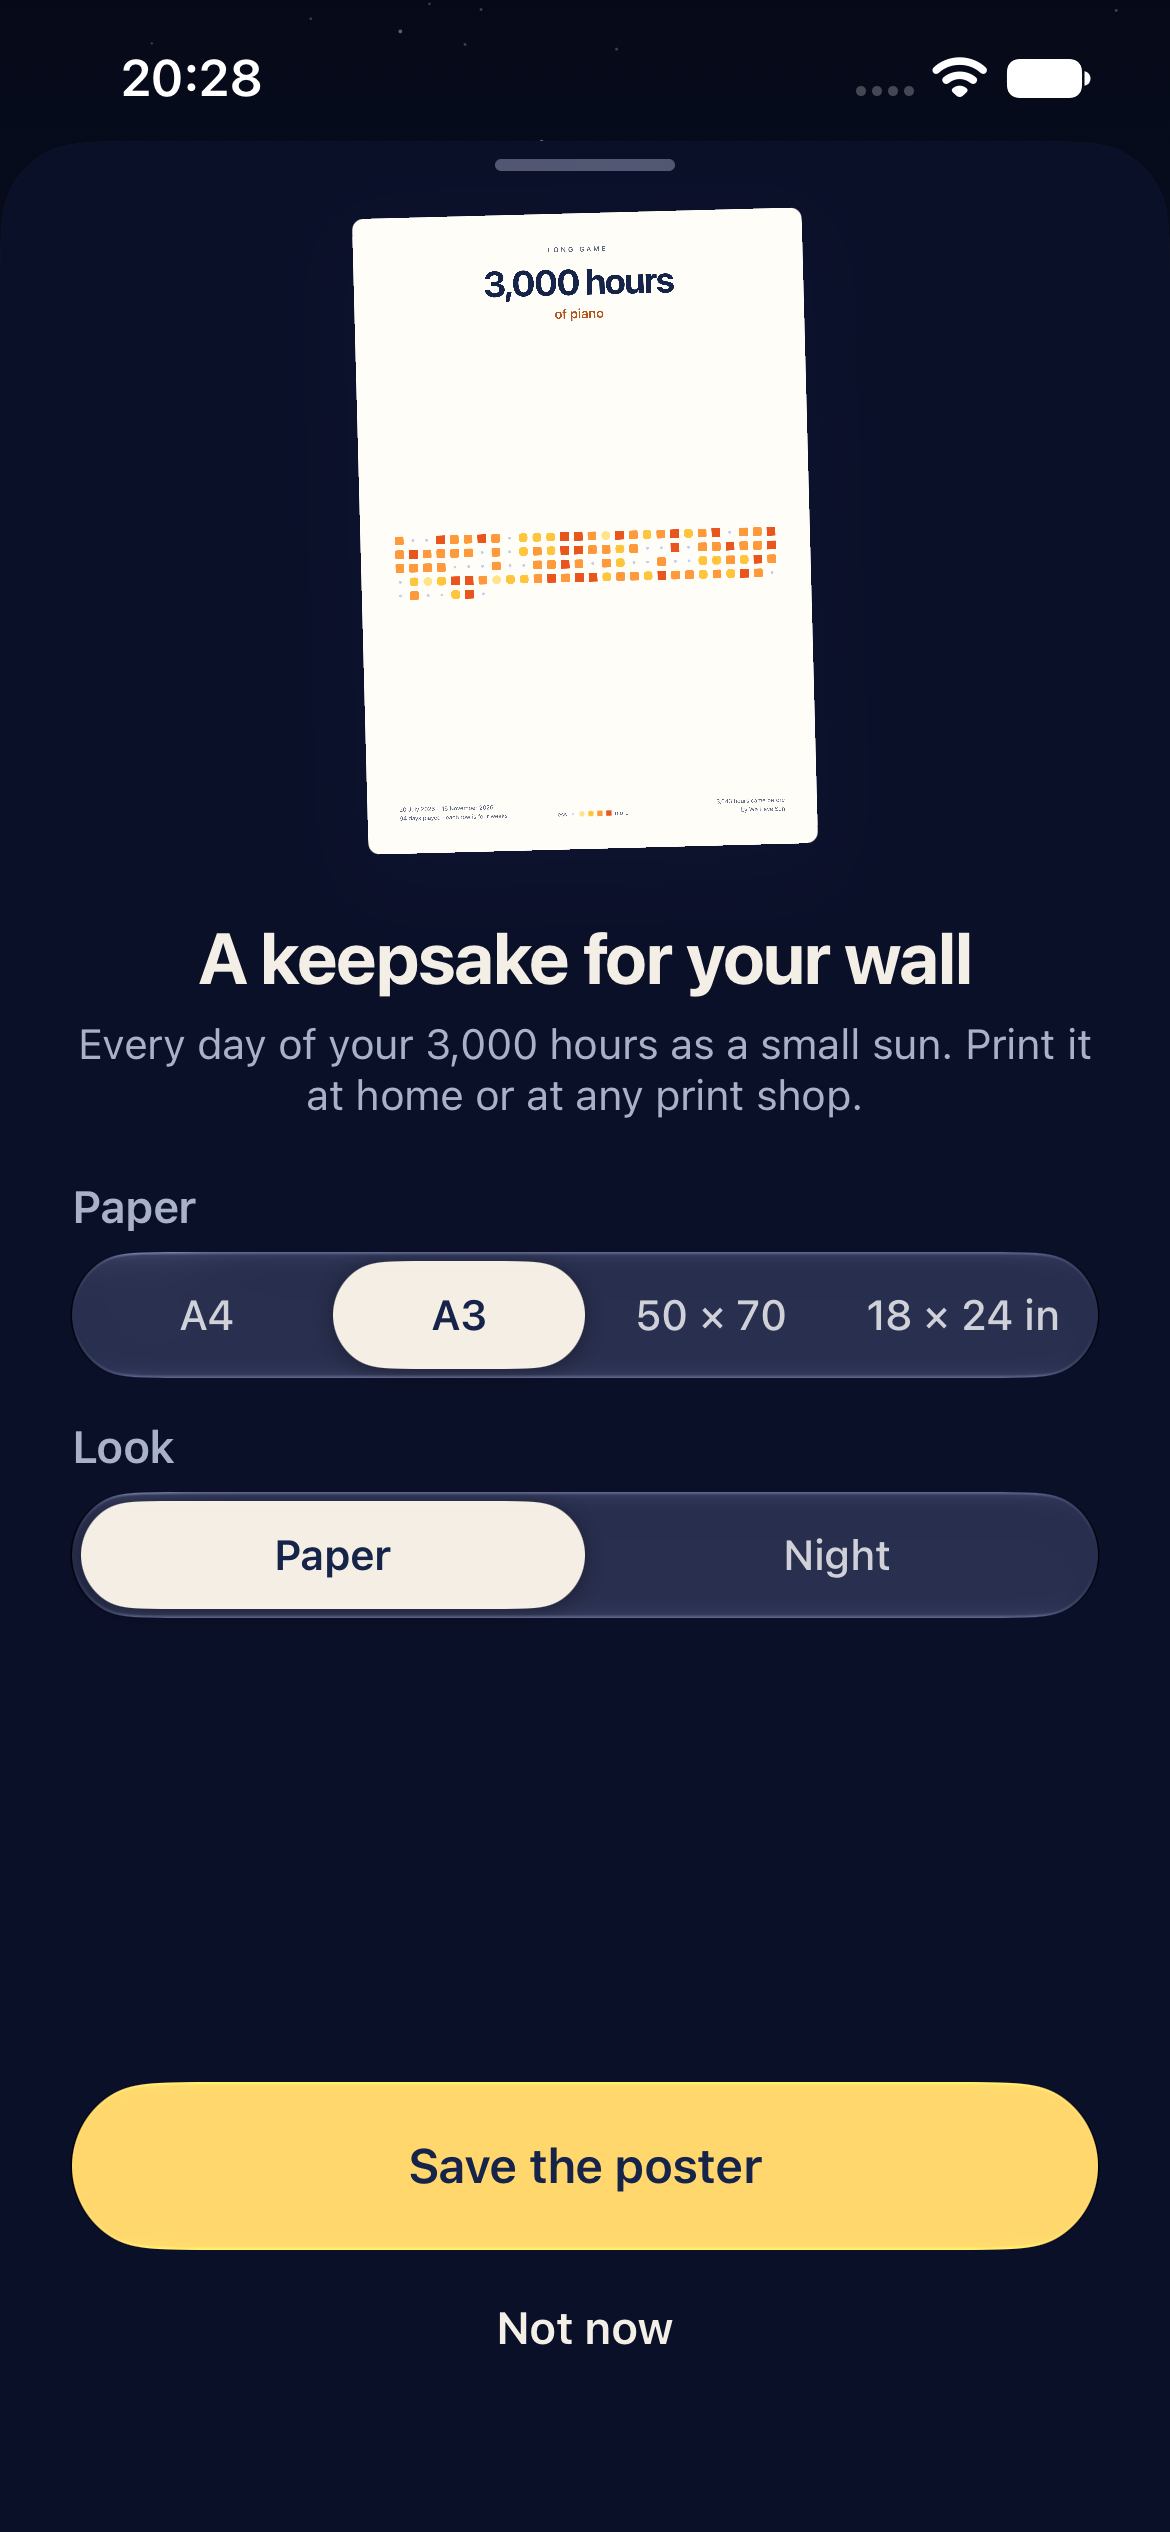 20:28
LONG GAME
3,000 hours
of piano
A keepsake for your wall
Every day of your 3,000 hours as a small sun. Print it
at home or at any print shop.
Paper
A4 A3 50 × 70 18 × 24 in
Look
Paper Night
Save the poster
Not now